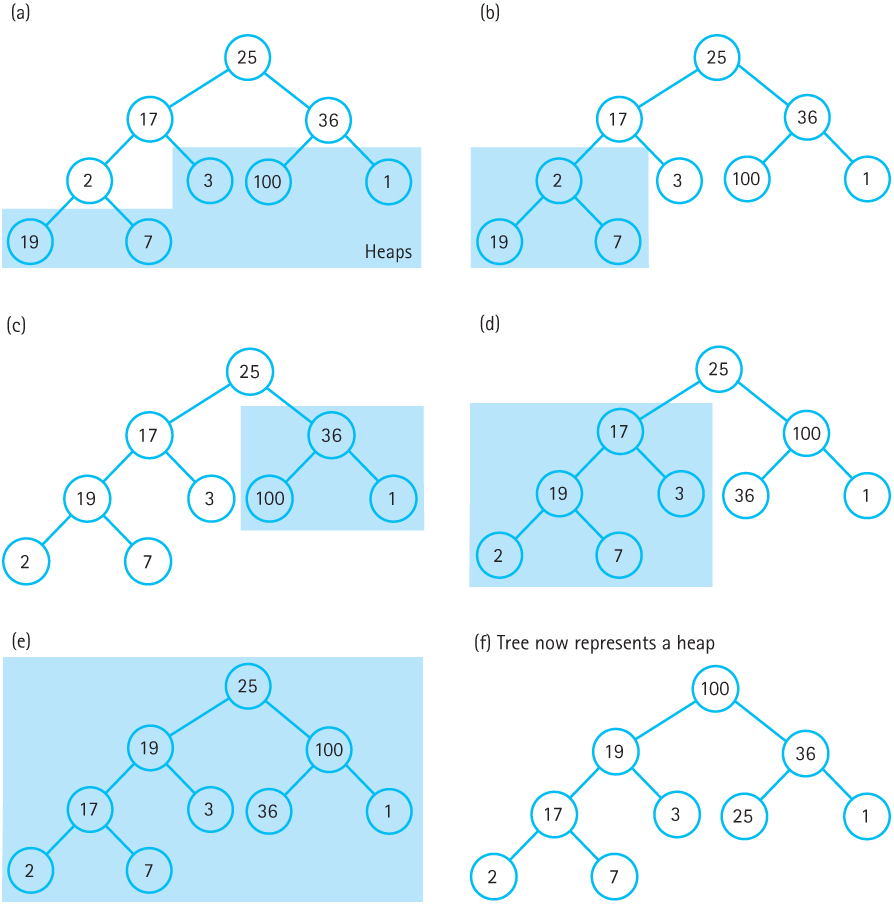 (a)
25
17 36
2 3 100 1
19 7
Heaps
(b)
25
17 36
2 3 100 1
19 7
(c)
25
17 36
19 3 100 1
2 7
(d)
25
17 100
19 3 36 1
2 7
(e)
25
19 100
17 3 36 1
2 7
(f) Tree now represents a heap
100
19 36
17 3 25 1
2 7